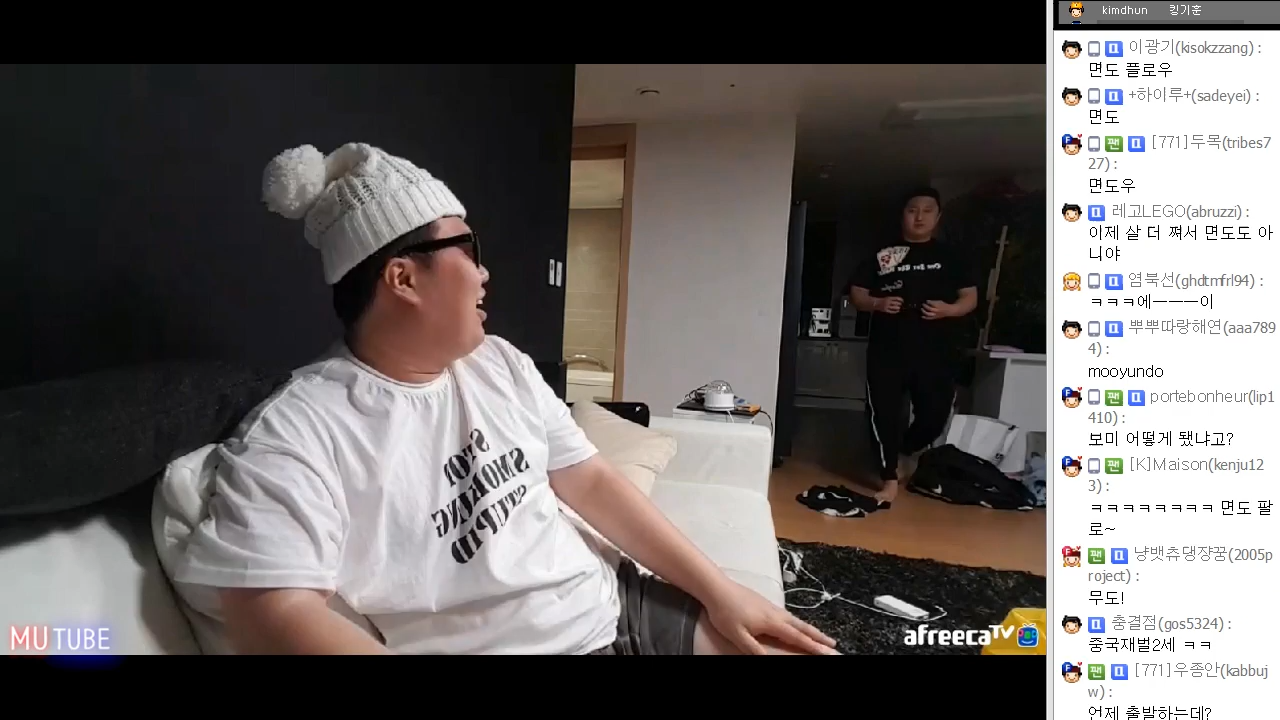 kimdhun 킹기훈
이광기(kisokzzang) :
면도 플로우
+하이루+(sadeyei) :
면도
[771]두목(tribes7
27) :
면도우
레고LEGO(abruzzi) :
이제 살 더 쪄서 면도도 아
니야
염북선(ghdtmfrl94) :
ㅋㅋㅋ에ㅡㅡㅡ이
뿌뿌따랑해연(aaa789
4) :
mooyundo
portebonheur(lip1
410) :
보미 어떻게 됐냐고?
[K]Maison(kenju12
3) :
ㅋㅋㅋㅋㅋㅋㅋㅋ 면도 팔
로~
냥뱃츄댕쟝꿈(2005p
roject) :
무도!
충결점(gos5324) :
중국재벌2세 ㅋㅋ
[771]우종안(kabbuj
w) :
언제 출발하는데?
STOP
SMOKING
STUPID
MUTUBE
afreecaTV